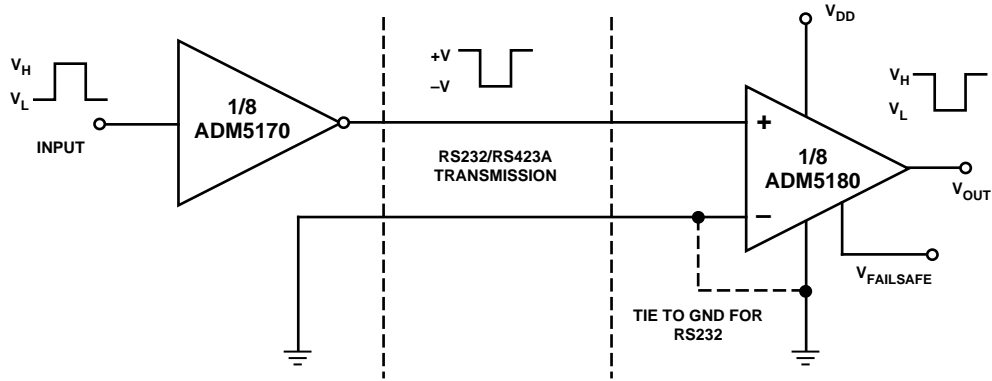 V_H
V_L
INPUT
1/8
ADM5170
+V
–V
RS232/RS423A
TRANSMISSION
V_DD
V_H
V_L
+
1/8
ADM5180
–
V_OUT
V_FAILSAFE
TIE TO GND FOR
RS232